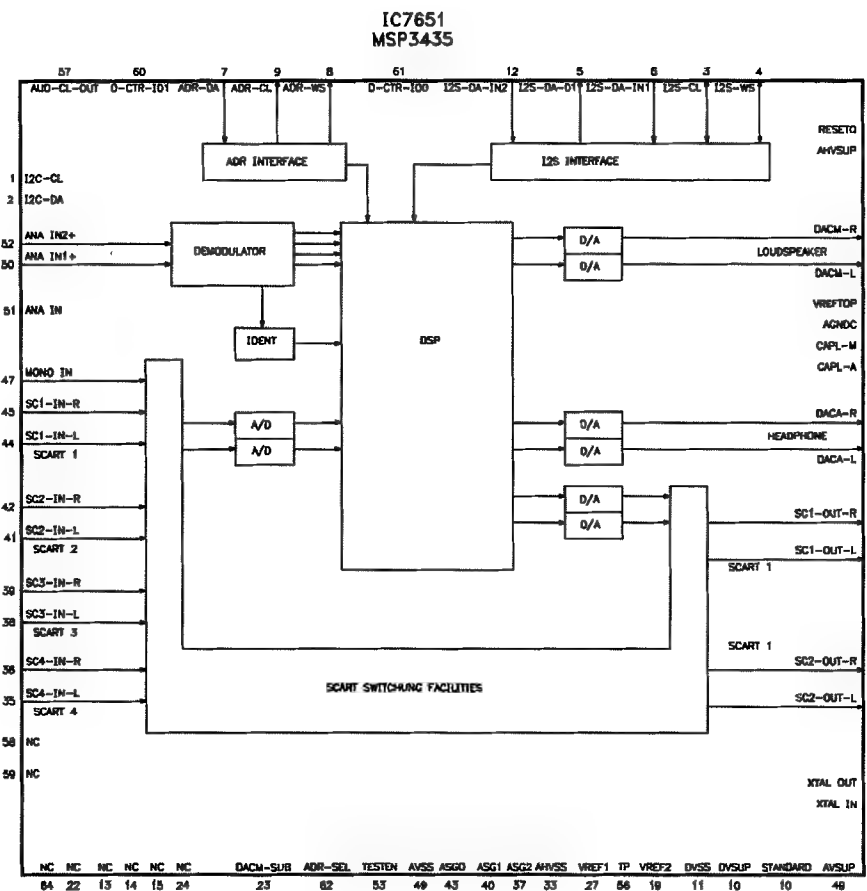 IC7651
MSP3435
57 60 7 9 8 61 12 5 6 3 4
AUD-CL-OUT D-CTR-IO1 ADR-DA ADR-CL ADR-WS D-CTR-IO0 I2S-DA-IN2 I2S-DA-O1 I2S-DA-IN1 I2S-CL I2S-WS
RESETQ
AHVSUP
ADR INTERFACE I2S INTERFACE
1 I2C-CL
2 I2C-DA
52 ANA IN2+
50 ANA IN1+
DEMODULATOR
D/A
D/A
DACM-R
LOUDSPEAKER
DACM-L
51 ANA IN
VREFTOP
AGNDC
CAPL-M
CAPL-A
IDENT
DSP
47 MONO IN
45 SC1-IN-R
44 SC1-IN-L
SCART 1
A/D
A/D
D/A
D/A
DACA-R
HEADPHONE
DACA-L
42 SC2-IN-R
41 SC2-IN-L
SCART 2
D/A
D/A
SC1-OUT-R
SC1-OUT-L
SCART 1
39 SC3-IN-R
38 SC3-IN-L
SCART 3
SCART 1
36 SC4-IN-R
35 SC4-IN-L
SCART 4
SC2-OUT-R
SC2-OUT-L
SCART SWITCHUNG FACILITIES
58 NC
59 NC
XTAL OUT
XTAL IN
NC NC NC NC NC NC DACM-SUB ADR-SEL TESTEN AVSS ASG0 ASG1 ASG2 AHVSS VREF1 TP VREF2 DVSS DVSUP STANDARD AVSUP
64 22 13 14 15 24 23 62 53 49 43 40 37 33 27 56 19 11 10 10 49